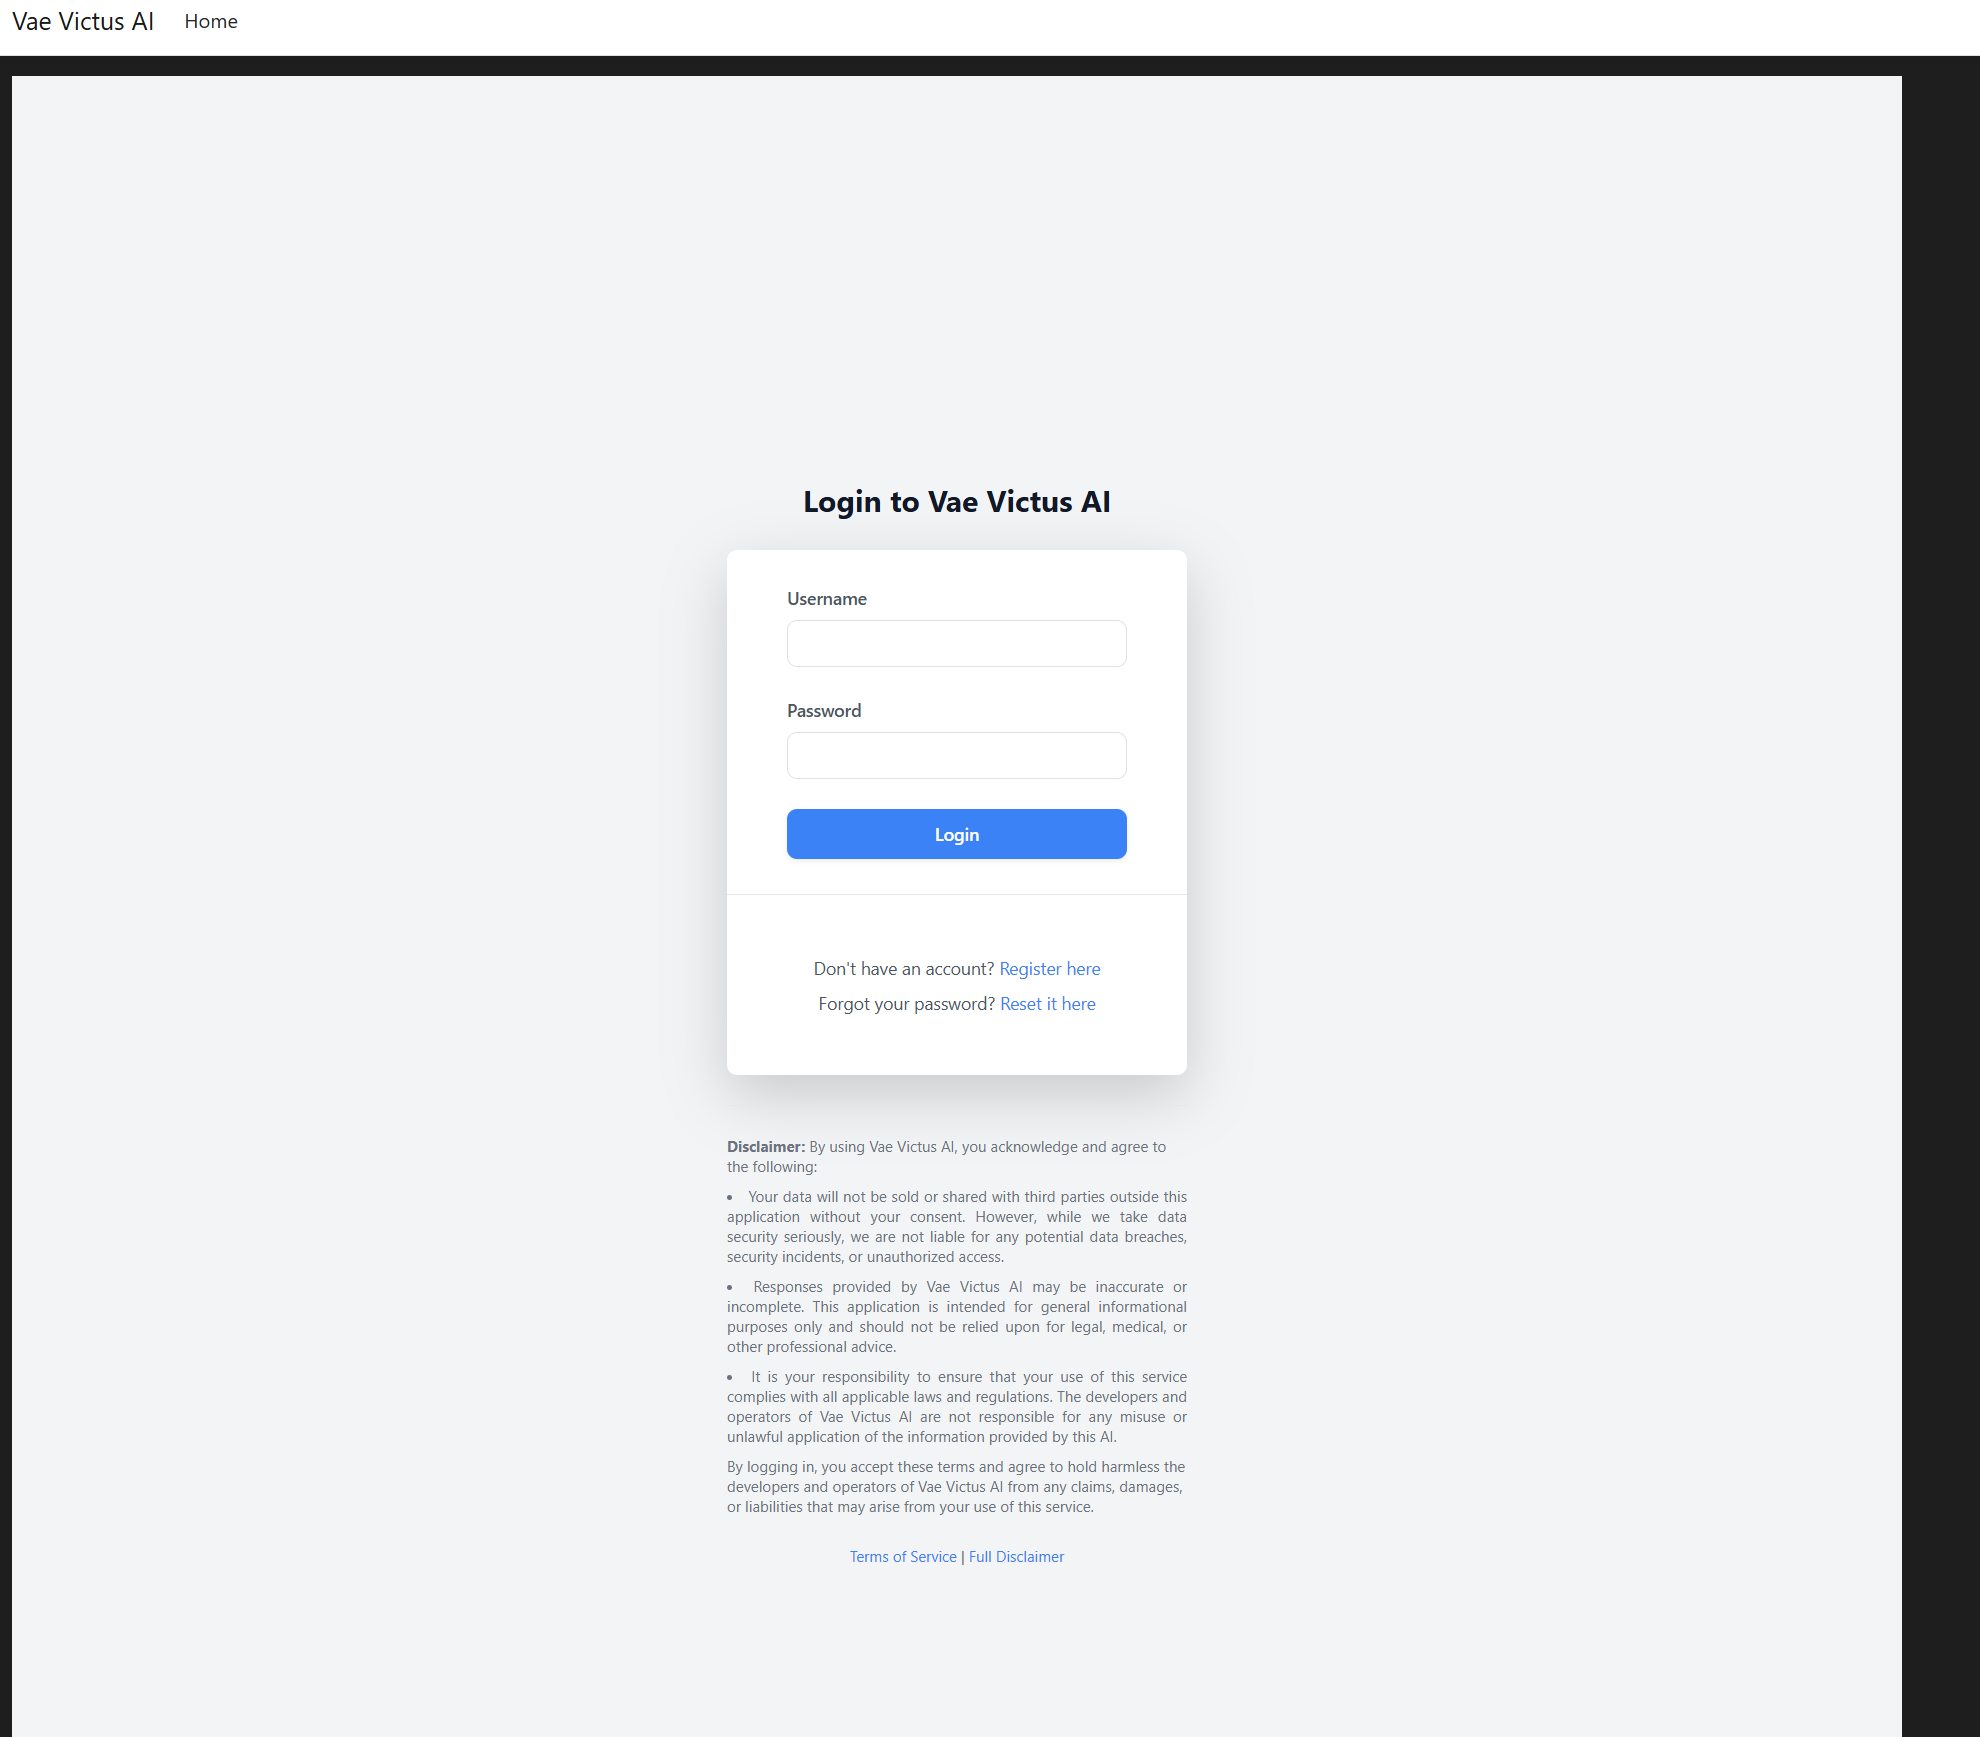 Vae Victus AI Home
Login to Vae Victus AI
Username
Password
Login
Don't have an account? Register here
Forgot your password? Reset it here
Disclaimer: By using Vae Victus AI, you acknowledge and agree to
the following:
• Your data will not be sold or shared with third parties outside this
application without your consent. However, while we take data
security seriously, we are not liable for any potential data breaches,
security incidents, or unauthorized access.
• Responses provided by Vae Victus AI may be inaccurate or
incomplete. This application is intended for general informational
purposes only and should not be relied upon for legal, medical, or
other professional advice.
• It is your responsibility to ensure that your use of this service
complies with all applicable laws and regulations. The developers and
operators of Vae Victus AI are not responsible for any misuse or
unlawful application of the information provided by this AI.
By logging in, you accept these terms and agree to hold harmless the
developers and operators of Vae Victus AI from any claims, damages,
or liabilities that may arise from your use of this service.
Terms of Service | Full Disclaimer